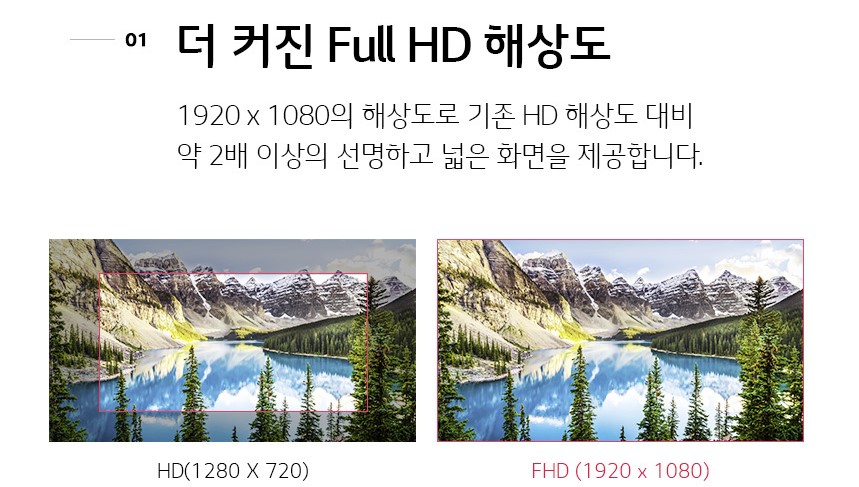 01 더 커진 Full HD 해상도
1920 x 1080의 해상도로 기존 HD 해상도 대비
약 2배 이상의 선명하고 넓은 화면을 제공합니다.
HD(1280 X 720)
FHD (1920 x 1080)